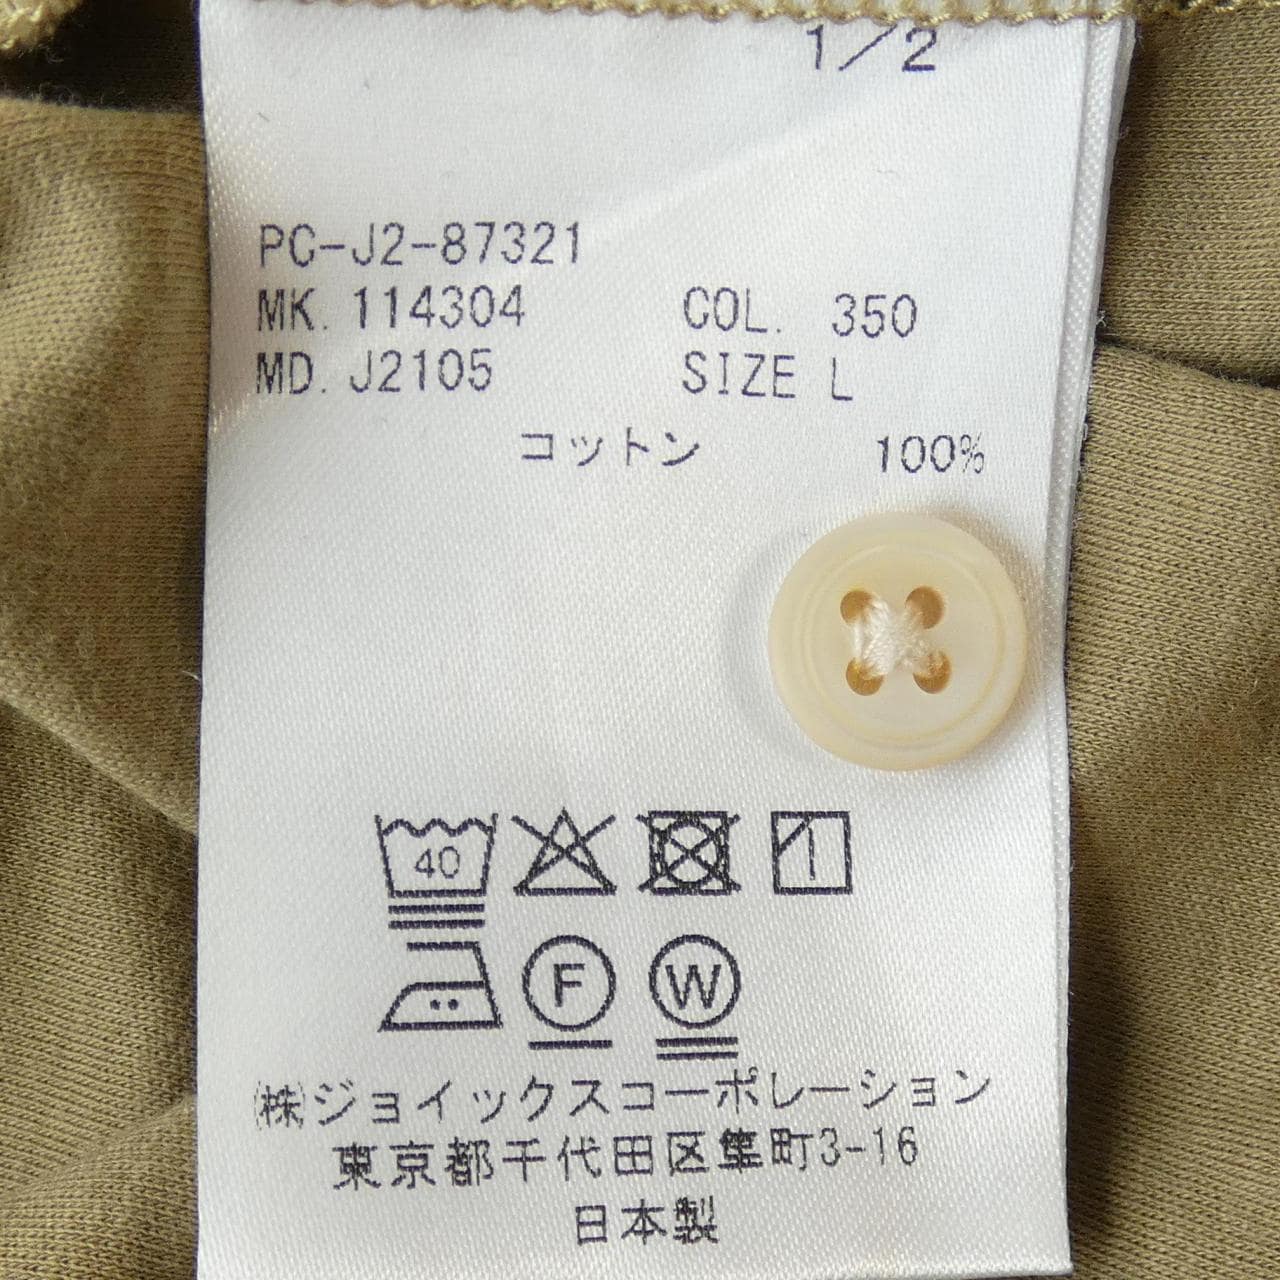 1/2
PC-J2-87321
MK. 114304 COL. 350
MD. J2105 SIZE L
コットン 100%
40
F W
㈱ジョイックスコーポレーション
東京都千代田区隼町3-16
日本製